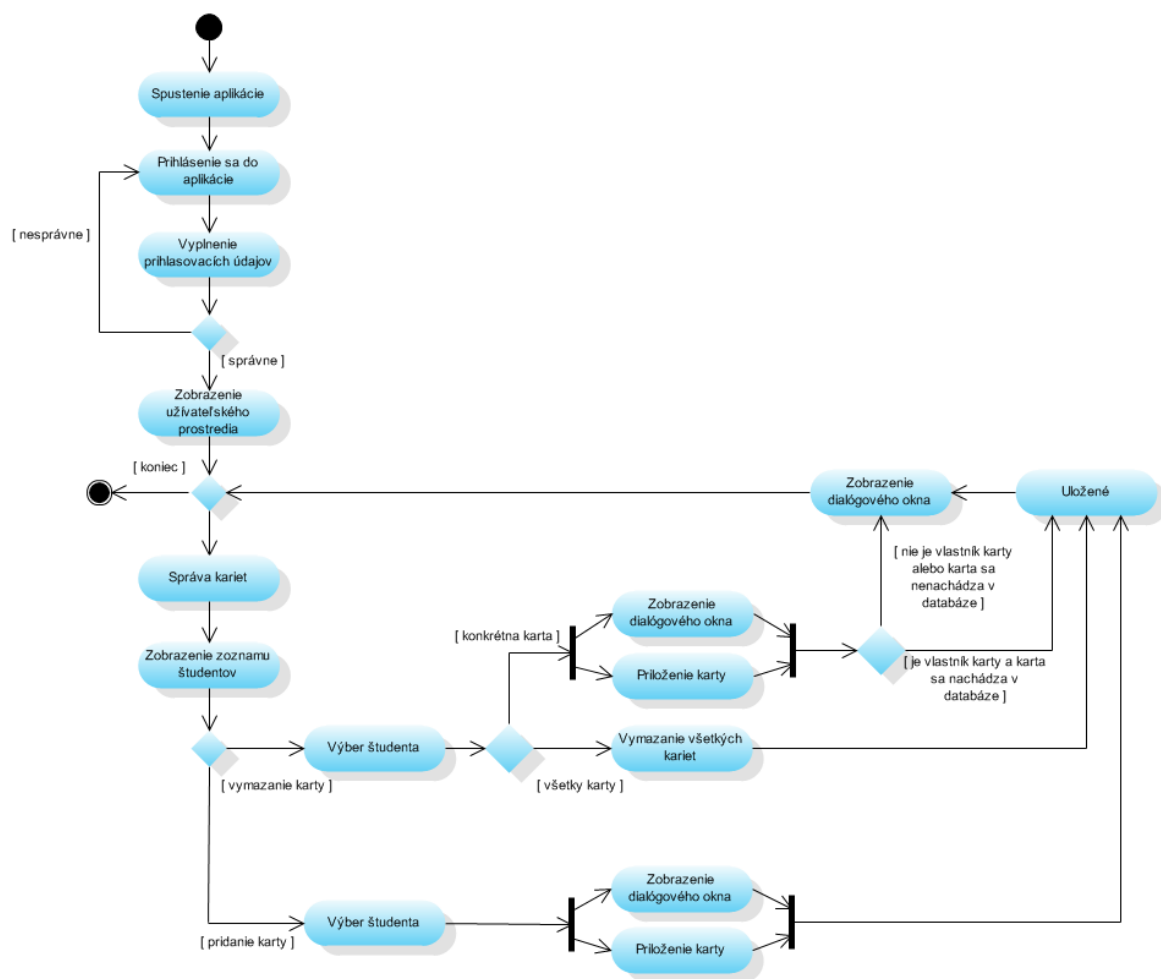 Spustenie aplikácie
Prihlásenie sa do
aplikácie
[ nesprávne ]
Vyplnenie
prihlasovacích údajov
[ správne ]
Zobrazenie
užívateľského
prostredia
[ koniec ]
Zobrazenie
dialógového okna
Uložené
Správa kariet
[ nie je vlastník karty
alebo karta sa
nenachádza v
databáze ]
Zobrazenie zoznamu
študentov
[ konkrétna karta ]
Zobrazenie
dialógového okna
Priloženie karty
[ je vlastník karty a karta
sa nachádza v
databáze ]
Výber študenta
Vymazanie všetkých
kariet
[ vymazanie karty ]
[ všetky karty ]
Zobrazenie
dialógového okna
Výber študenta
Priloženie karty
[ pridanie karty ]